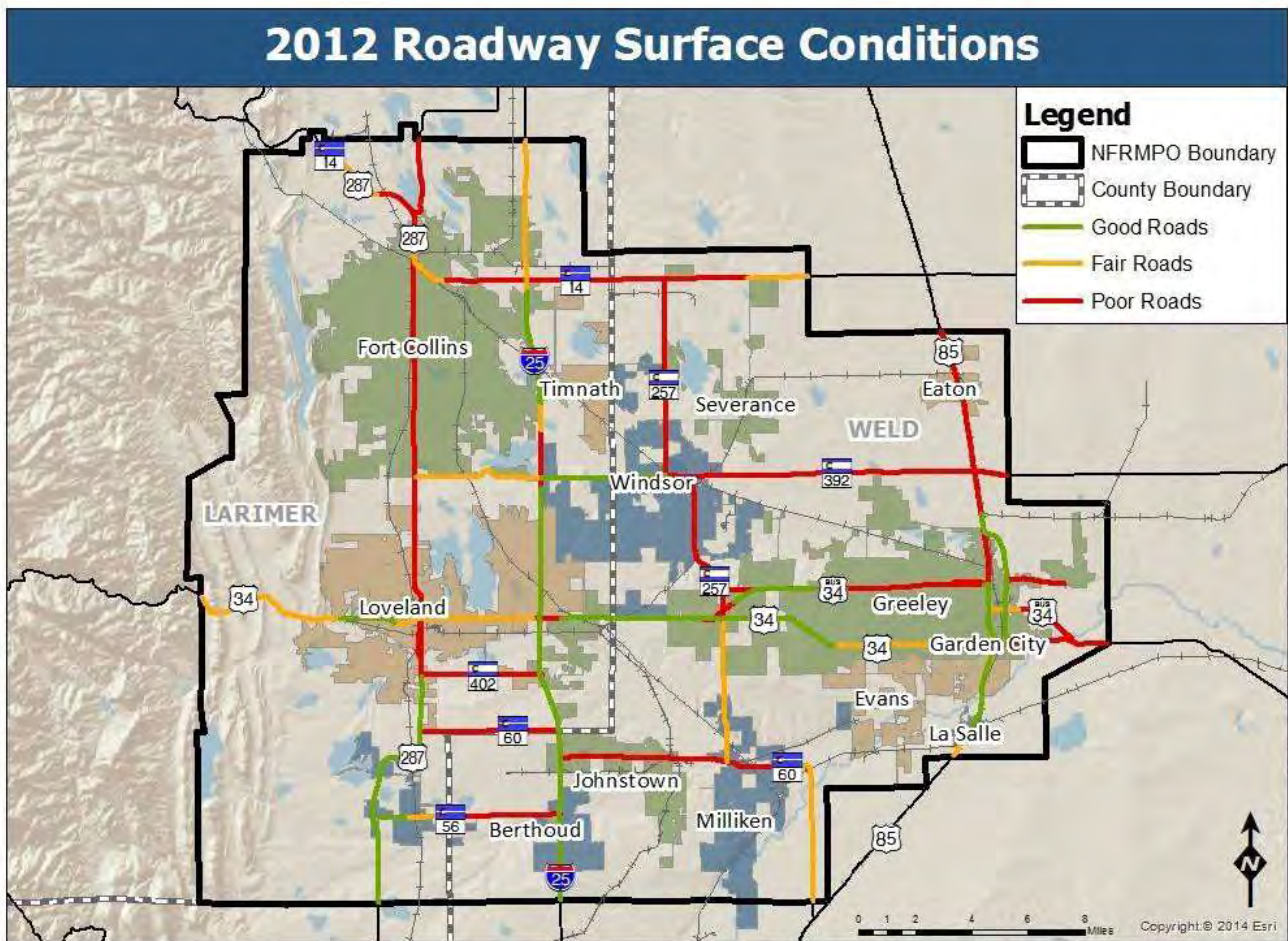 2012 Roadway Surface Conditions
Legend
NFRMPO Boundary
County Boundary
Good Roads
Fair Roads
Poor Roads
14
287
287
14
Fort Collins
25
Timnath
257
Severance
85
Eaton
WELD
LARIMER
Windsor
392
34
Loveland
257
BUS
34
Greeley
34
BUS
34
34
Garden City
402
Evans
60
La Salle
287
Johnstown
60
56
Berthoud
Milliken
85
25
N
0 1 2 4 6 8
Miles
Copyright:© 2014 Esri